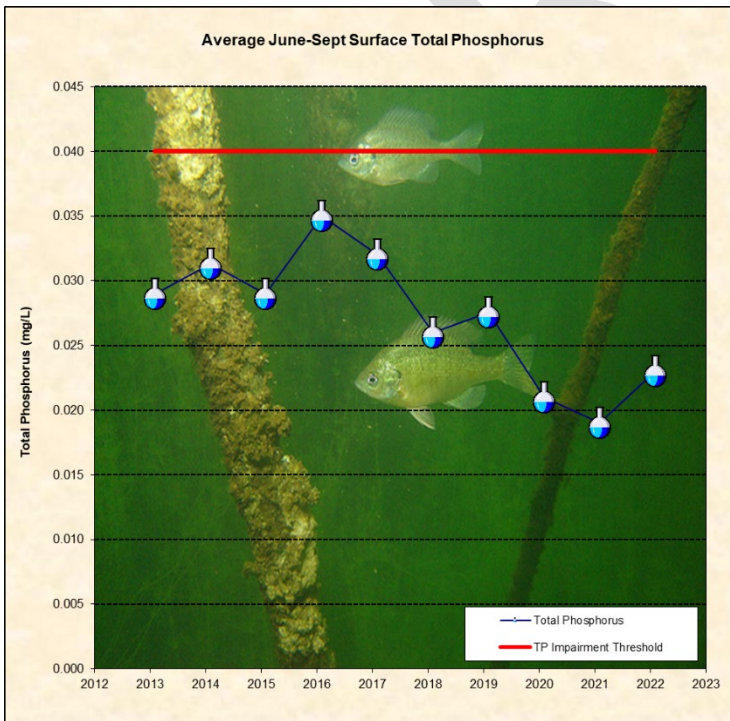 Average June-Sept Surface Total Phosphorus
Total Phosphorus (mg/L)
0.045
0.040
0.035
0.030
0.025
0.020
0.015
0.010
0.005
0.000
2012 2013 2014 2015 2016 2017 2018 2019 2020 2021 2022 2023
Total Phosphorus
TP Impairment Threshold